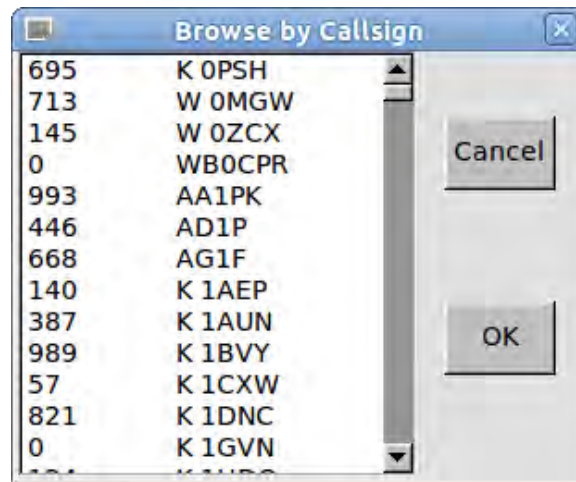 Browse by Callsign
695 K 0PSH
713 W 0MGW
145 W 0ZCX
0 WB0CPR
993 AA1PK
446 AD1P
668 AG1F
140 K 1AEP
387 K 1AUN
989 K 1BVY
57 K 1CXW
821 K 1DNC
0 K 1GVN
Cancel
OK